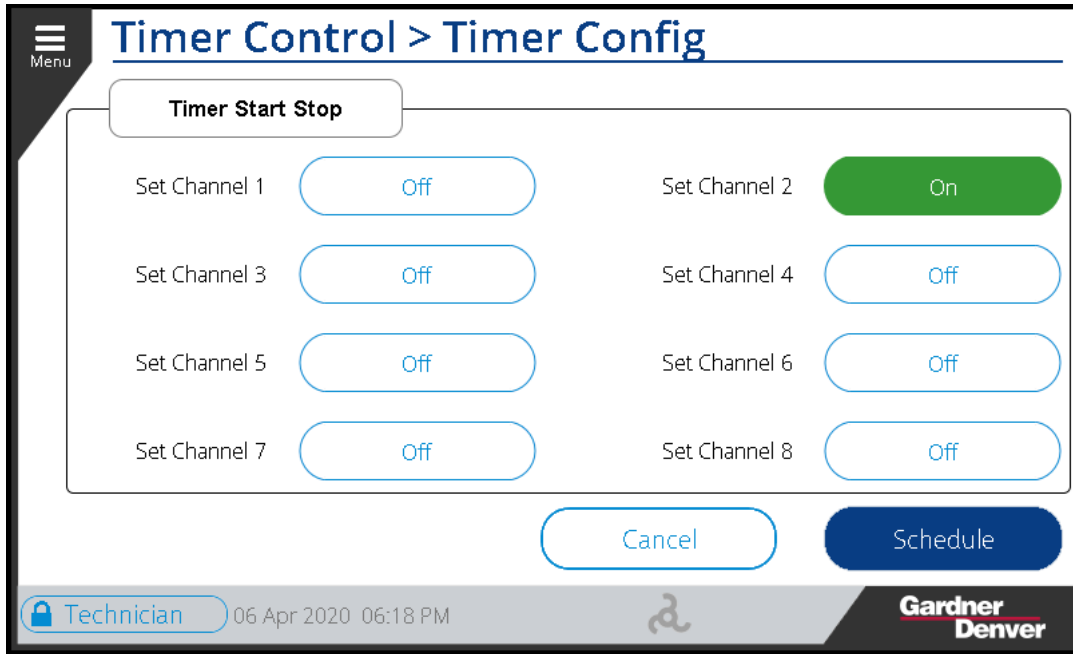 Menu
Timer Control > Timer Config
Timer Start Stop
Set Channel 1 Off Set Channel 2 On
Set Channel 3 Off Set Channel 4 Off
Set Channel 5 Off Set Channel 6 Off
Set Channel 7 Off Set Channel 8 Off
Cancel Schedule
Technician 06 Apr 2020 06:18 PM
Gardner
Denver